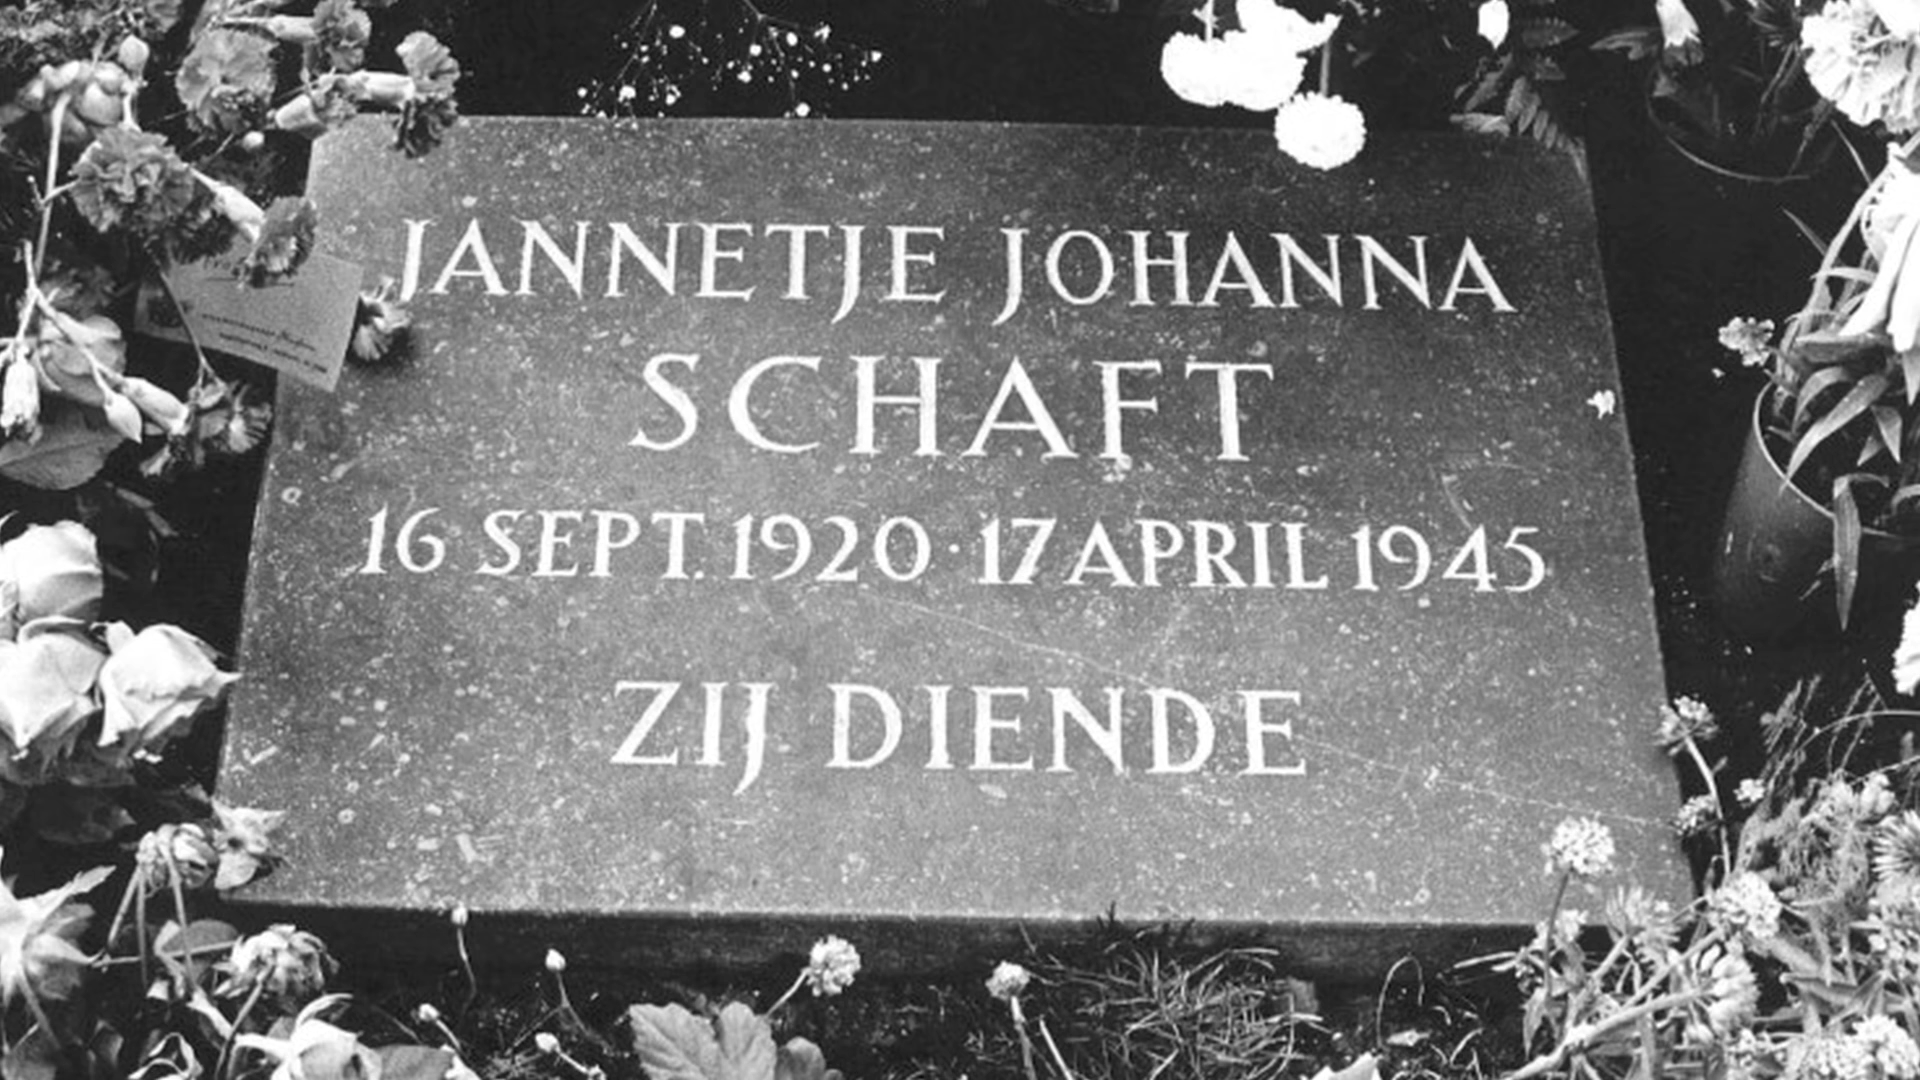 JANNETJE JOHANNA
SCHAFT
16 SEPT. 1920 · 17 APRIL 1945
ZIJ DIENDE